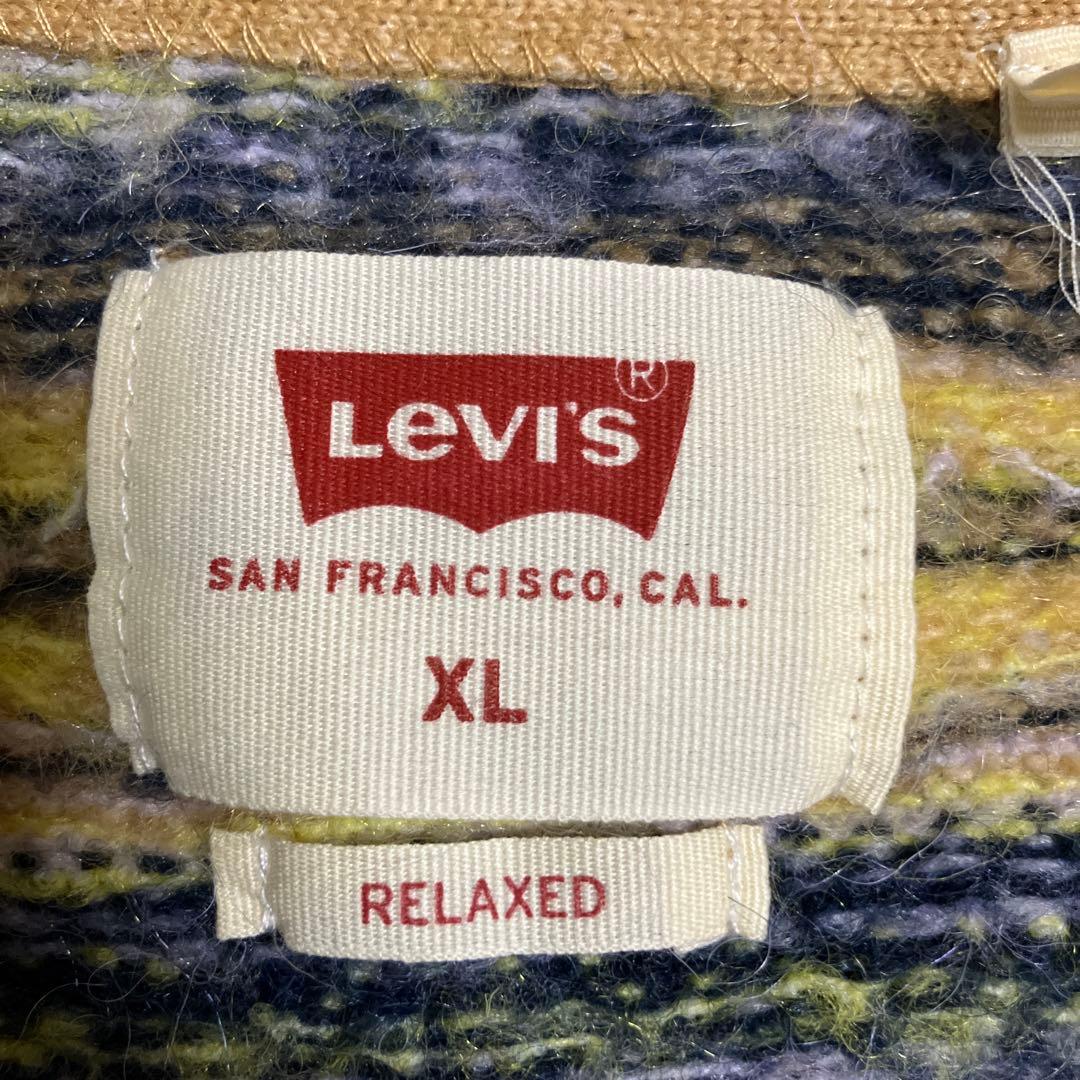 LEVI'S®
SAN FRANCISCO, CAL.
XL
RELAXED